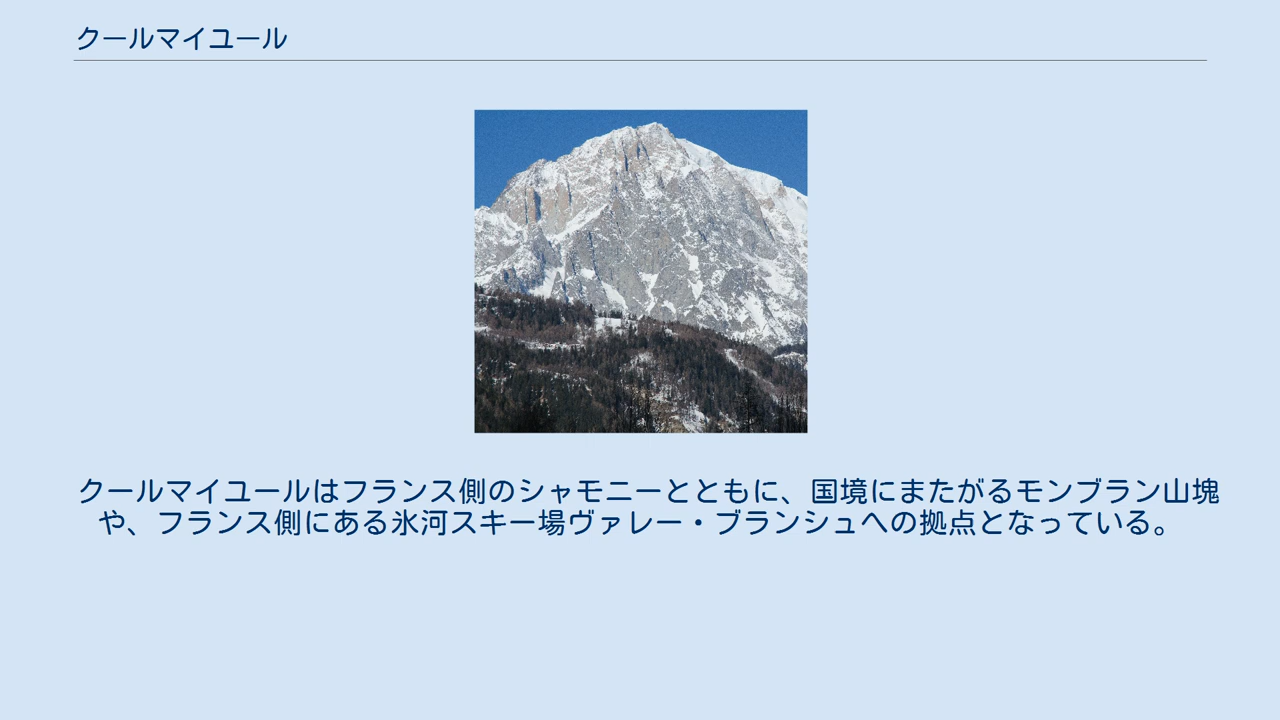 クールマイユール
クールマイユールはフランス側のシャモニーとともに、国境にまたがるモンブラン山塊
や、フランス側にある氷河スキー場ヴァレー・ブランシュへの拠点となっている。